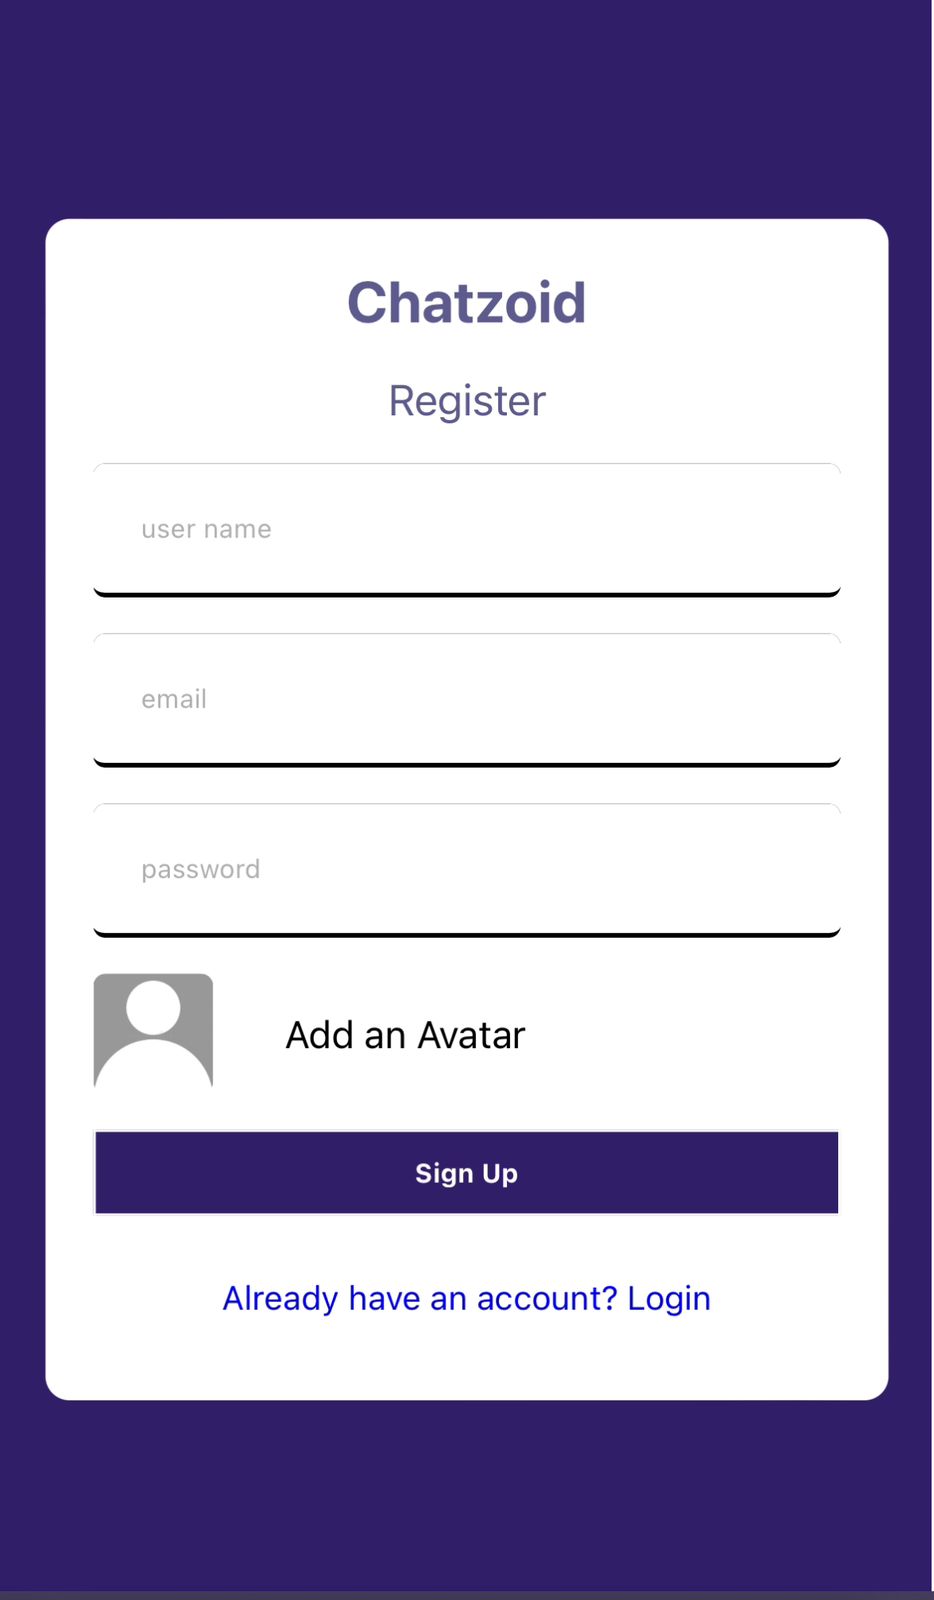 Chatzoid
Register
user name
email
password
Add an Avatar
Sign Up
Already have an account? Login